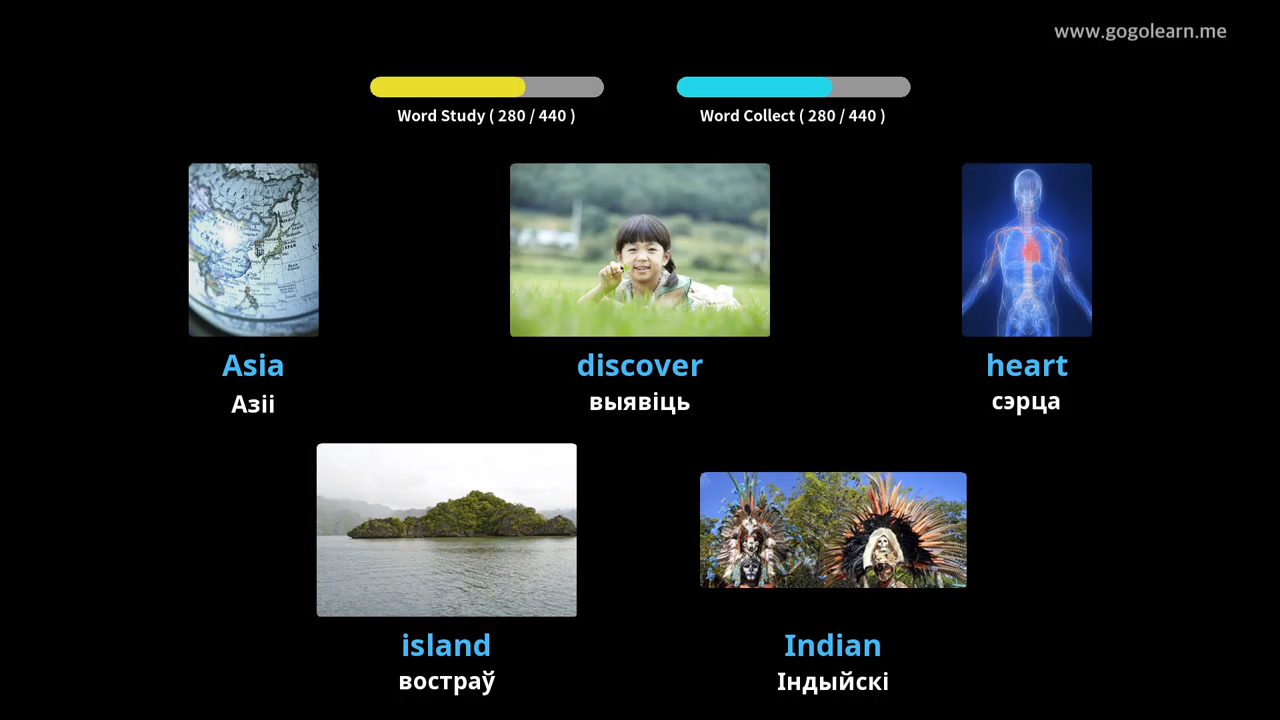 www.gogolearn.me
Word Study ( 280 / 440 )
Word Collect ( 280 / 440 )
Asia
Азіі
discover
выявіць
heart
сэрца
island
востраў
Indian
Індыйскі